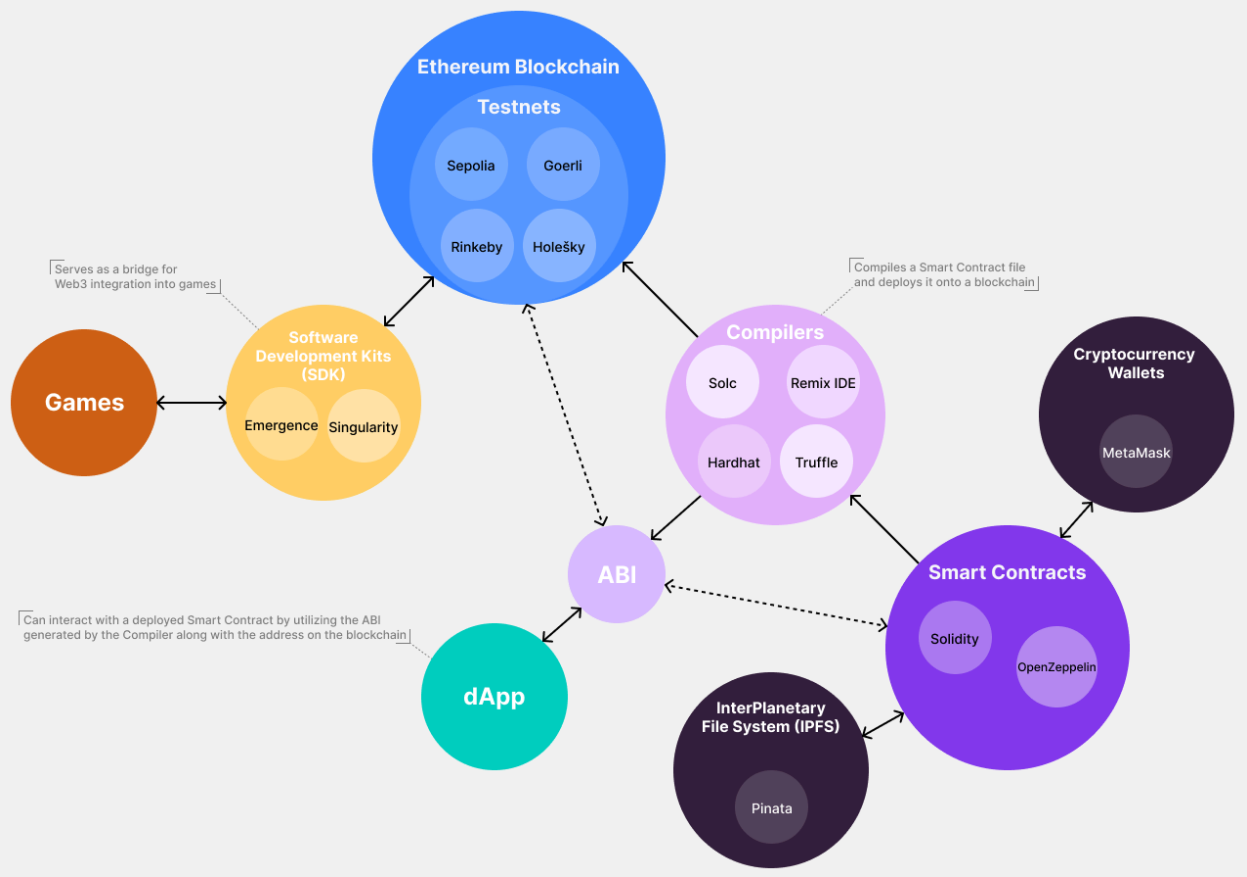 Ethereum Blockchain
Testnets
Sepolia
Goerli
Rinkeby
Holešky
Serves as a bridge for
Web3 integration into games
Compiles a Smart Contract file
and deploys it onto a blockchain
Software
Development Kits
(SDK)
Emergence
Singularity
Games
Compilers
Solc
Remix IDE
Hardhat
Truffle
Cryptocurrency
Wallets
MetaMask
ABI
Smart Contracts
Solidity
OpenZeppelin
Can interact with a deployed Smart Contract by utilizing the ABI
generated by the Compiler along with the address on the blockchain
dApp
InterPlanetary
File System (IPFS)
Pinata